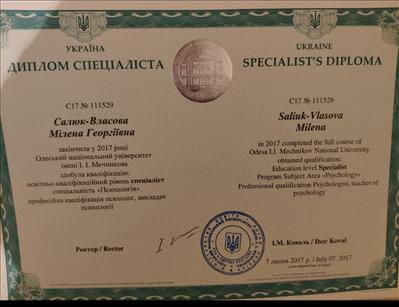 УКРАЇНА
ДИПЛОМ СПЕЦІАЛІСТА
С17 № 111529
Салюк-Власова
Мілена Георгіївна
закінчила у 2017 році
Одеський національний університет
імені І. І. Мечникова
здобула кваліфікацію:
освітньо-кваліфікаційний рівень спеціаліст
спеціальність «Психологія»
професійна кваліфікація психолог, викладач
психології
Ректор / Rector
UKRAINE
SPECIALIST'S DIPLOMA
C17 № 111529
Saliuk-Vlasova
Milena
in 2017 completed the full course of
Odesa I.I. Mechnikov National University
obtained qualification:
Education level Specialist
Program Subject Area «Psychology»
Professional qualification Psychologist, teacher of
psychology
І.М. Коваль / Ihor Koval
7 липня 2017 р. / July 07, 2017